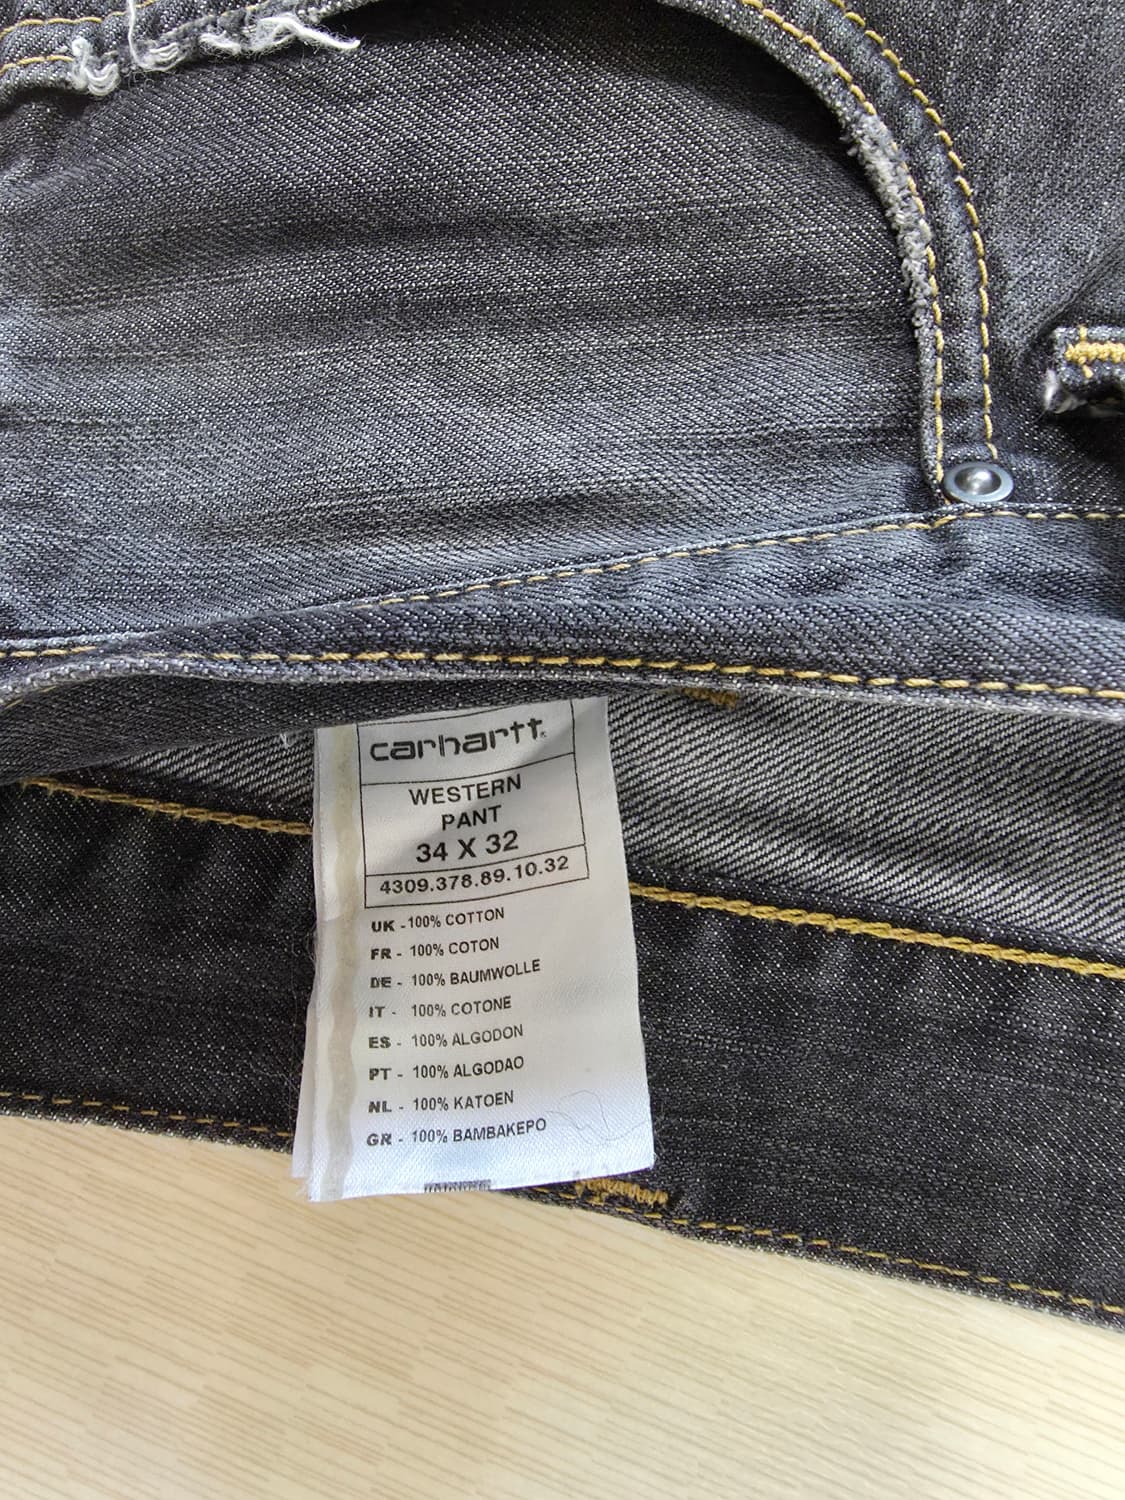 carhartt®
WESTERN
PANT
34 X 32
4309.378.89.10.32
UK -100% COTTON
FR - 100% COTON
DE - 100% BAUMWOLLE
IT - 100% COTONE
ES - 100% ALGODON
PT - 100% ALGODAO
NL - 100% KATOEN
GR - 100% BAMBAKEPO